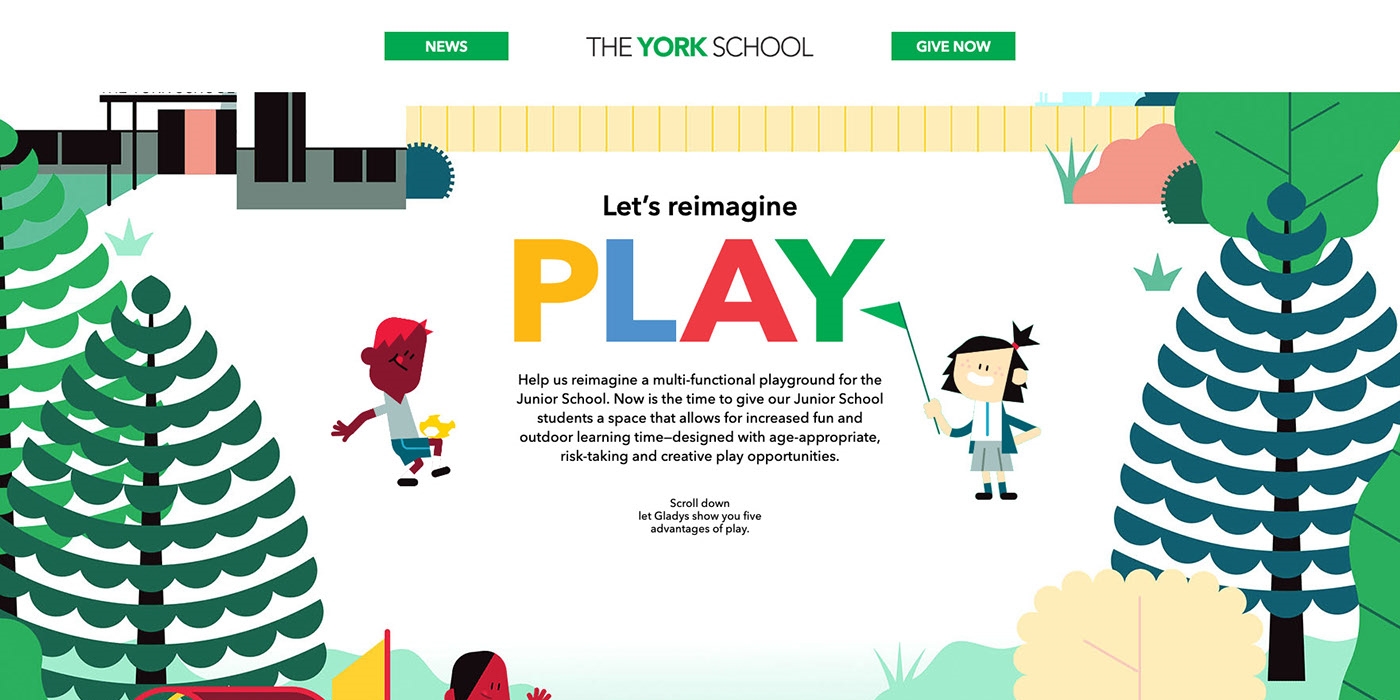 NEWS
THE YORK SCHOOL
GIVE NOW
Let's reimagine
PLAY
Help us reimagine a multi-functional playground for the
Junior School. Now is the time to give our Junior School
students a space that allows for increased fun and
outdoor learning time—designed with age-appropriate,
risk-taking and creative play opportunities.
Scroll down
let Gladys show you five
advantages of play.